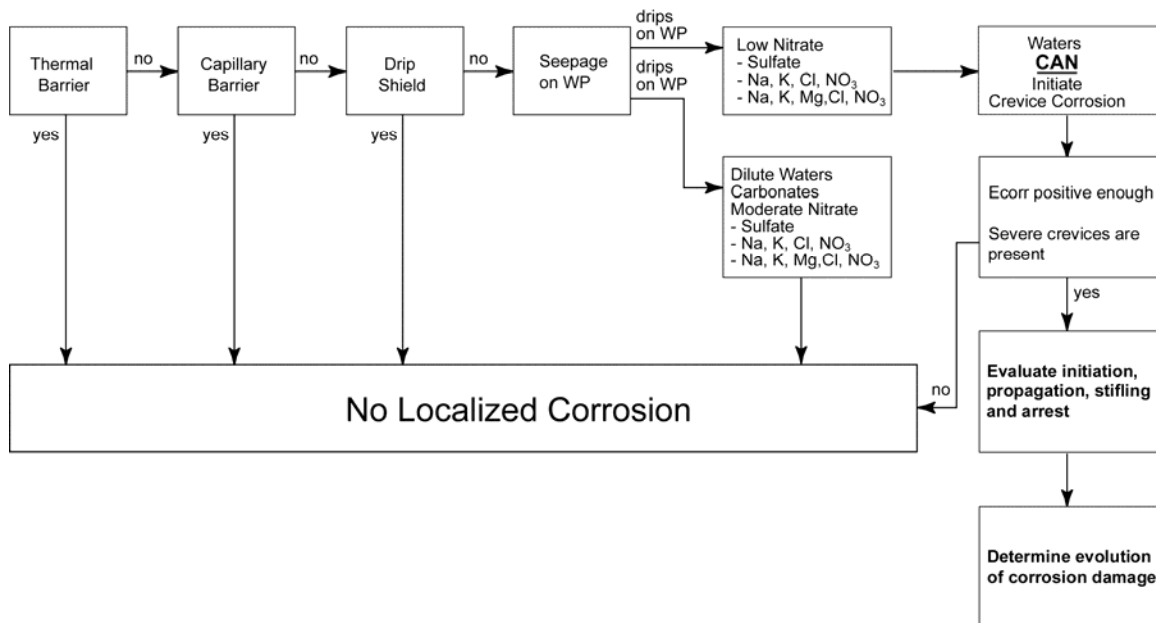 Thermal
Barrier
no
Capillary
Barrier
no
Drip
Shield
no
Seepage
on WP
drips
on WP
drips
on WP
Low Nitrate
- Sulfate
- Na, K, Cl, NO₃
- Na, K, Mg,Cl, NO₃
Waters
CAN
Initiate
Crevice Corrosion
yes
yes
yes
Dilute Waters
Carbonates
Moderate Nitrate
- Sulfate
- Na, K, Cl, NO₃
- Na, K, Mg,Cl, NO₃
Ecorr positive enough
Severe crevices are
present
yes
no
No Localized Corrosion
Evaluate initiation,
propagation, stifling
and arrest
Determine evolution
of corrosion damage